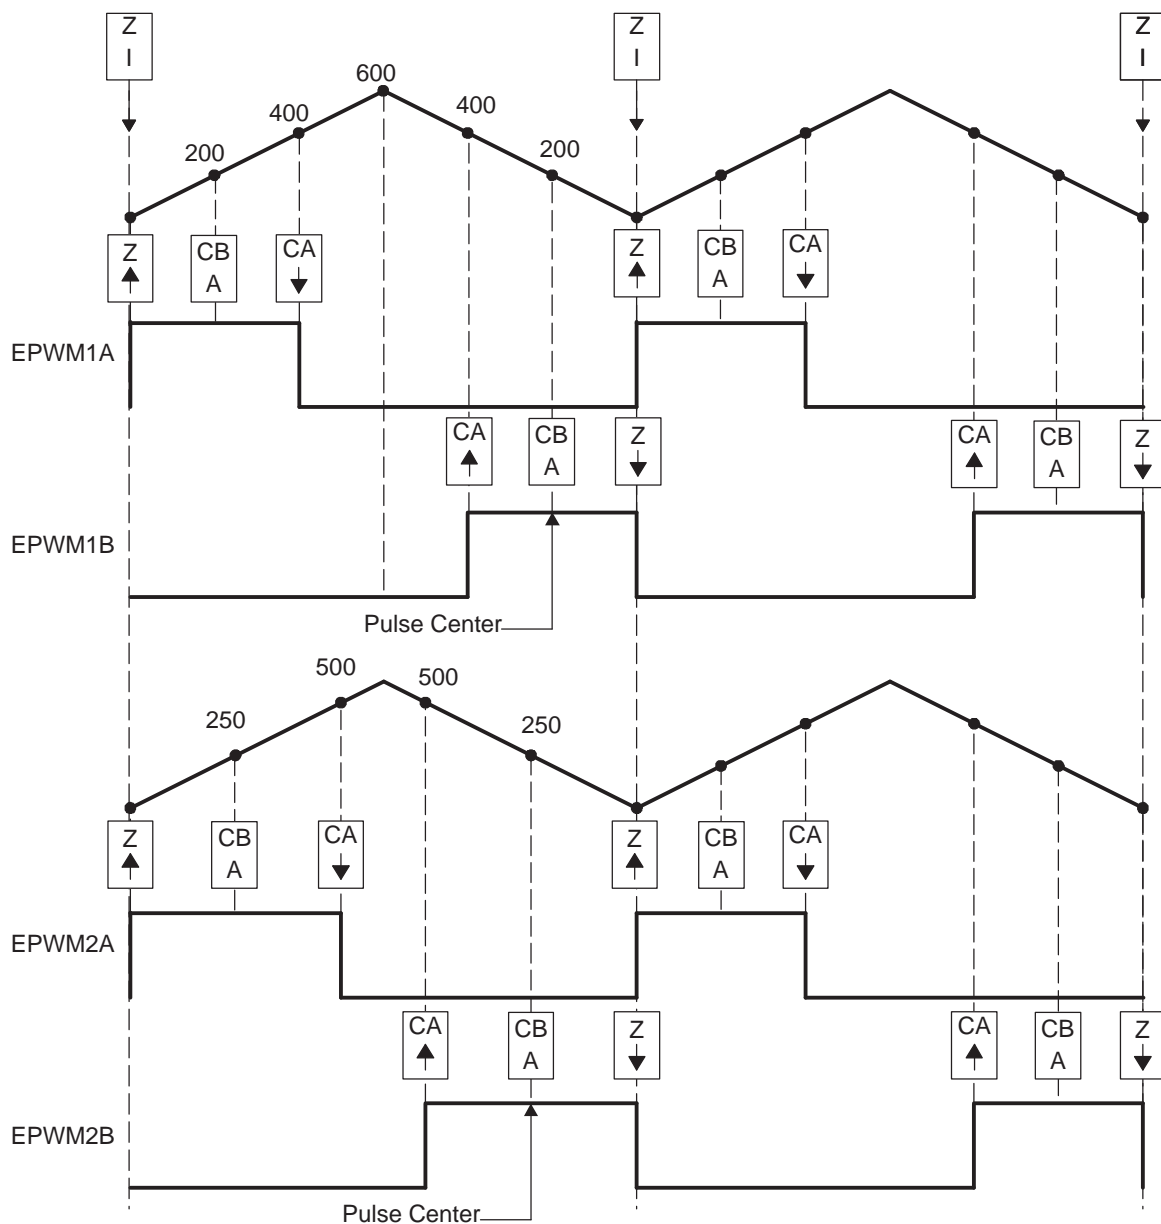 Z Z Z
I I I
600
400 400
200 200
Z CB CA Z CB CA
A A
EPWM1A
CA CB Z CA CB Z
A A
EPWM1B
Pulse Center
500 500
250 250
Z CB CA Z CB CA
A A
EPWM2A
CA CB Z CA CB Z
A A
EPWM2B
Pulse Center